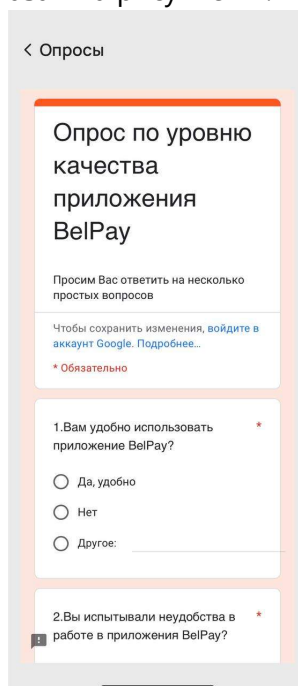 < Опросы
Опрос по уровню
качества
приложения
BelPay
Просим Вас ответить на несколько
простых вопросов
Чтобы сохранить изменения, войдите в
аккаунт Google. Подробнее…
* Обязательно
1.Вам удобно использовать *
приложение BelPay?
Да, удобно
Нет
Другое:
2.Вы испытывали неудобства в *
работе в приложения BelPay?